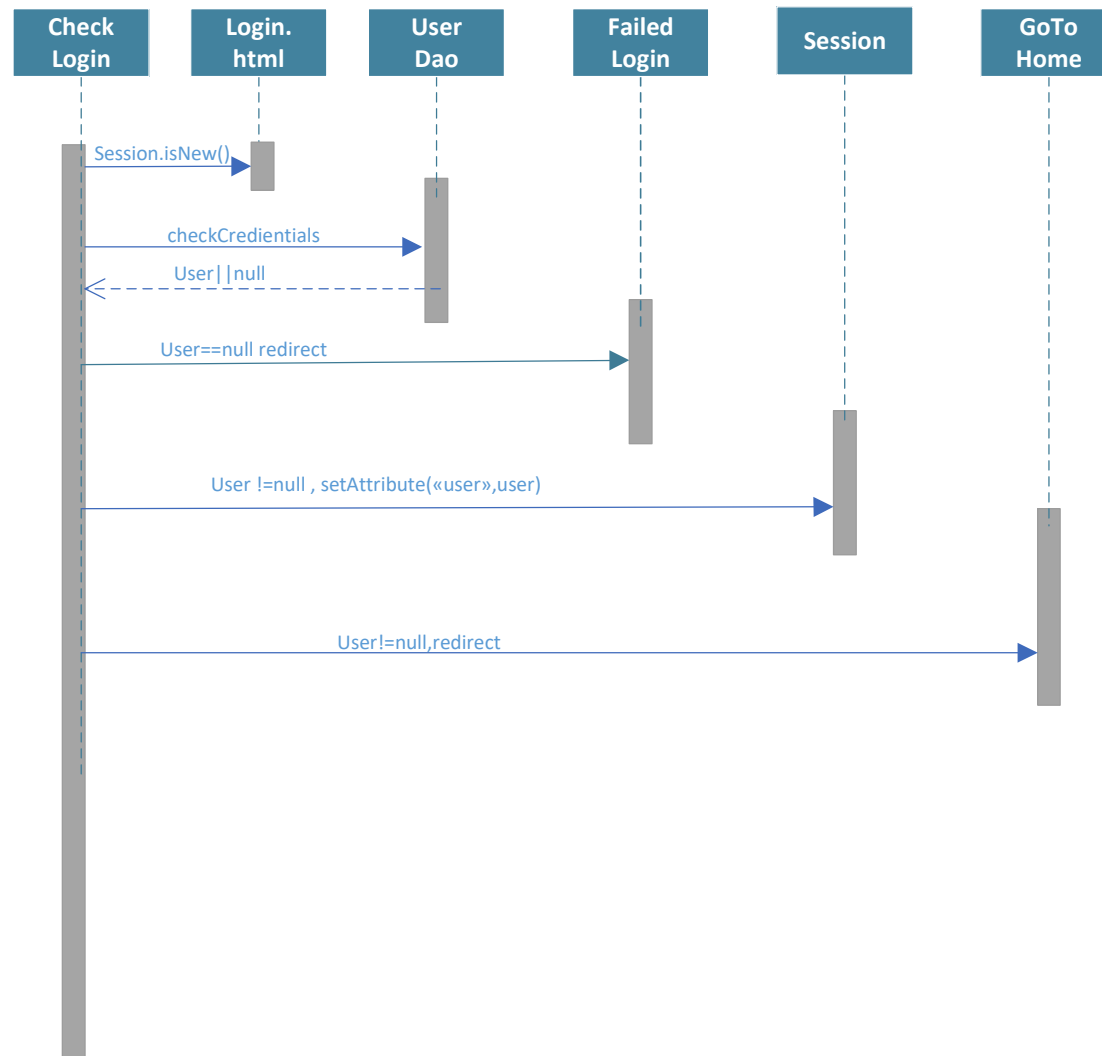 Check
Login
Login.
html
User
Dao
Failed
Login
Session
GoTo
Home
Session.isNew()
checkCredientials
User||null
User==null redirect
User !=null , setAttribute(«user»,user)
User!=null,redirect